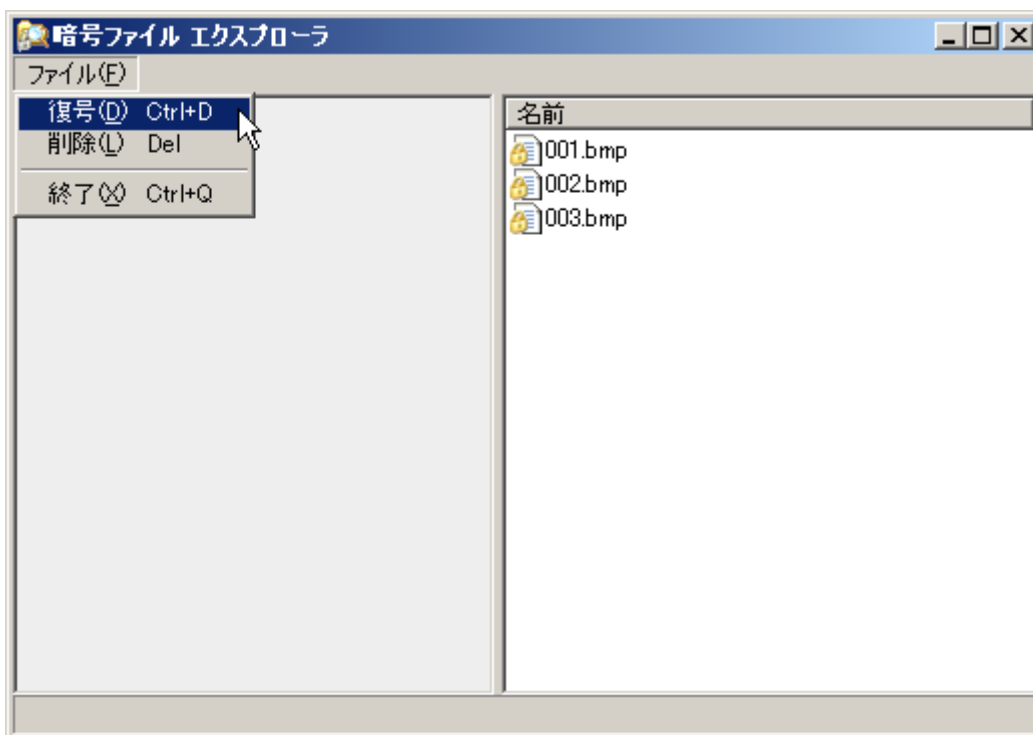 暗号ファイル エクスプローラ
ファイル(F)
復号(D) Ctrl+D
削除(L) Del
終了(X) Ctrl+Q
名前
001.bmp
002.bmp
003.bmp